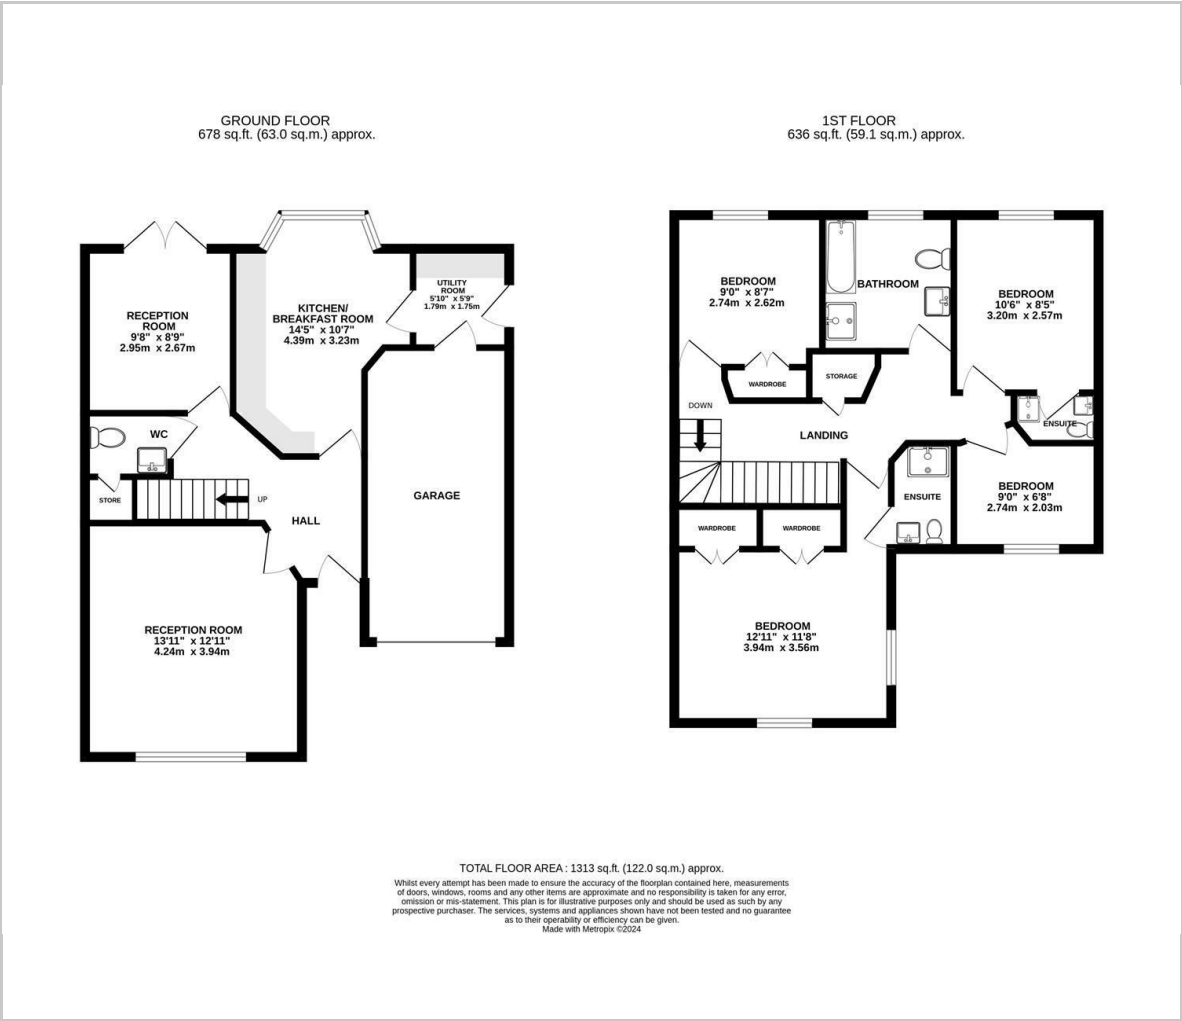 GROUND FLOOR
678 sq.ft. (63.0 sq.m.) approx.
1ST FLOOR
636 sq.ft. (59.1 sq.m.) approx.
RECEPTION
ROOM
9'8" x 8'9"
2.95m x 2.67m
KITCHEN/
BREAKFAST ROOM
14'5" x 10'7"
4.39m x 3.23m
UTILITY
ROOM
5'10" x 5'9"
1.79m x 1.75m
WC
STORE
UP
HALL
GARAGE
RECEPTION ROOM
13'11" x 12'11"
4.24m x 3.94m
BEDROOM
9'0" x 8'7"
2.74m x 2.62m
BATHROOM
BEDROOM
10'6" x 8'5"
3.20m x 2.57m
WARDROBE
STORAGE
DOWN
LANDING
ENSUITE
ENSUITE
BEDROOM
9'0" x 6'8"
2.74m x 2.03m
WARDROBE
WARDROBE
BEDROOM
12'11" x 11'8"
3.94m x 3.56m
TOTAL FLOOR AREA : 1313 sq.ft. (122.0 sq.m.) approx.
Whilst every attempt has been made to ensure the accuracy of the floorplan contained here, measurements
of doors, windows, rooms and any other items are approximate and no responsibility is taken for any error,
omission or mis-statement. This plan is for illustrative purposes only and should be used as such by any
prospective purchaser. The services, systems and appliances shown have not been tested and no guarantee
as to their operability or efficiency can be given.
Made with Metropix ©2024